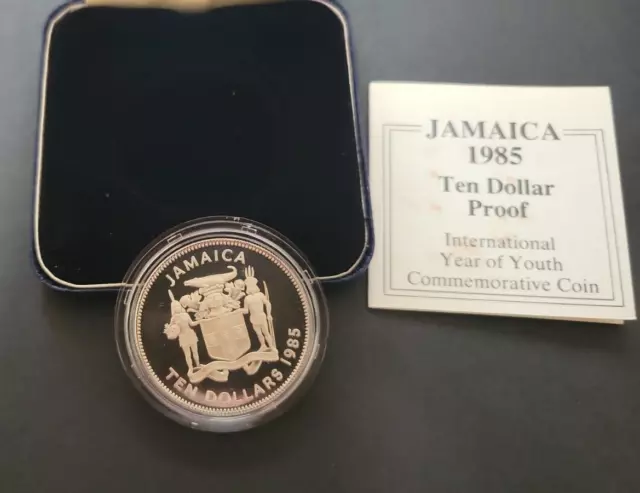 JAMAICA
1985
Ten Dollar
Proof
International
Year of Youth
Commemorative Coin
JAMAICA
TEN DOLLARS 1985